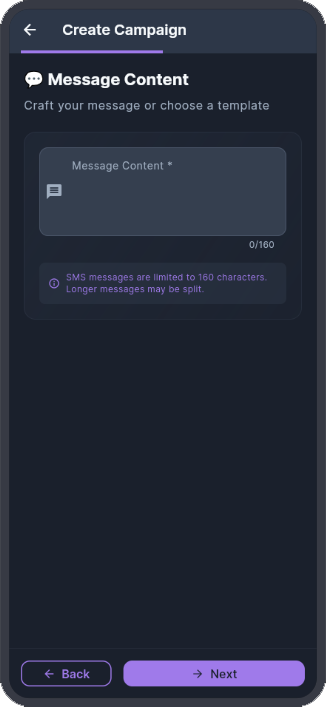 Create Campaign
💬 Message Content
Craft your message or choose a template
Message Content *
0/160
SMS messages are limited to 160 characters.
Longer messages may be split.
Back
Next